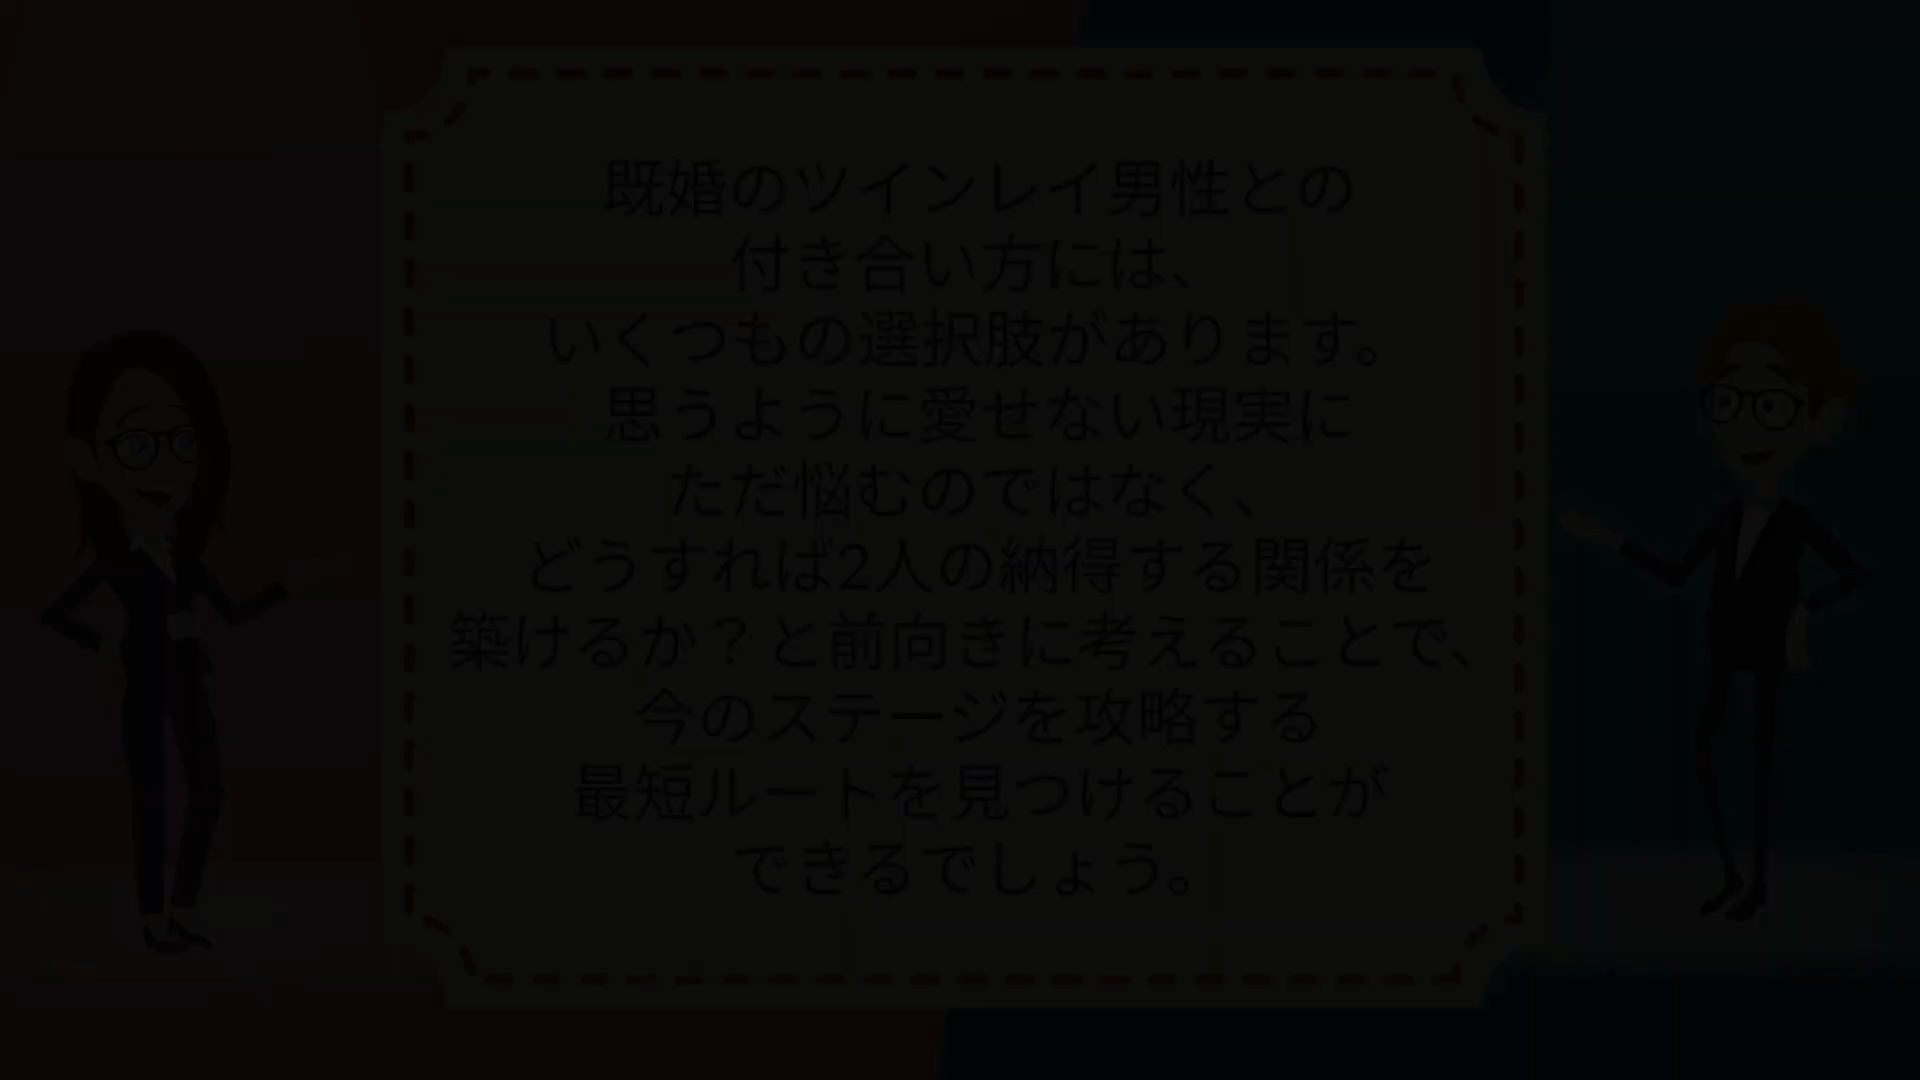 既婚のツインレイ男性との
付き合い方には、
いくつもの選択肢があります。
思うように愛せない現実に
ただ悩むのではなく、
どうすれば2人の納得する関係を
築けるか？と前向きに考えることで、
今のステージを攻略する
最短ルートを見つけることが
できるでしょう。